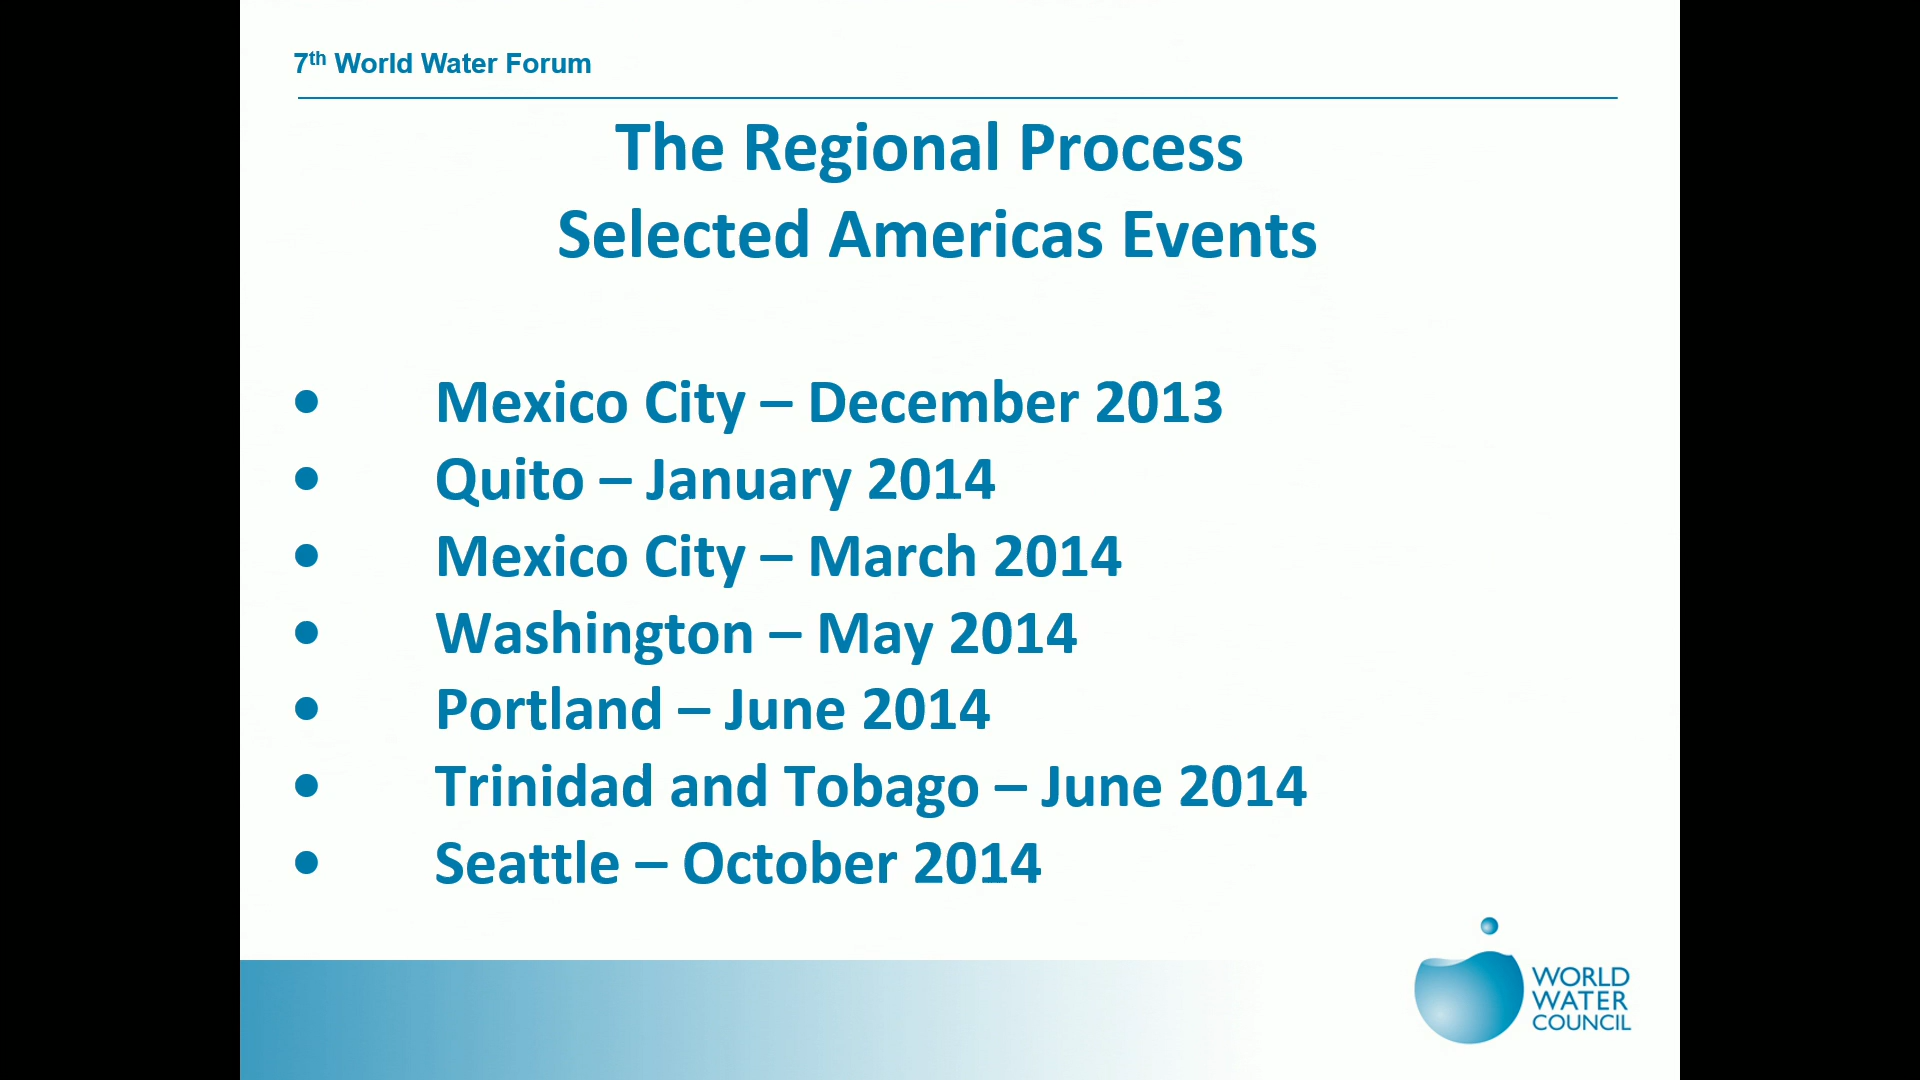 7th World Water Forum
The Regional Process
Selected Americas Events
• Mexico City – December 2013
• Quito – January 2014
• Mexico City – March 2014
• Washington – May 2014
• Portland – June 2014
• Trinidad and Tobago – June 2014
• Seattle – October 2014
WORLD
WATER
COUNCIL